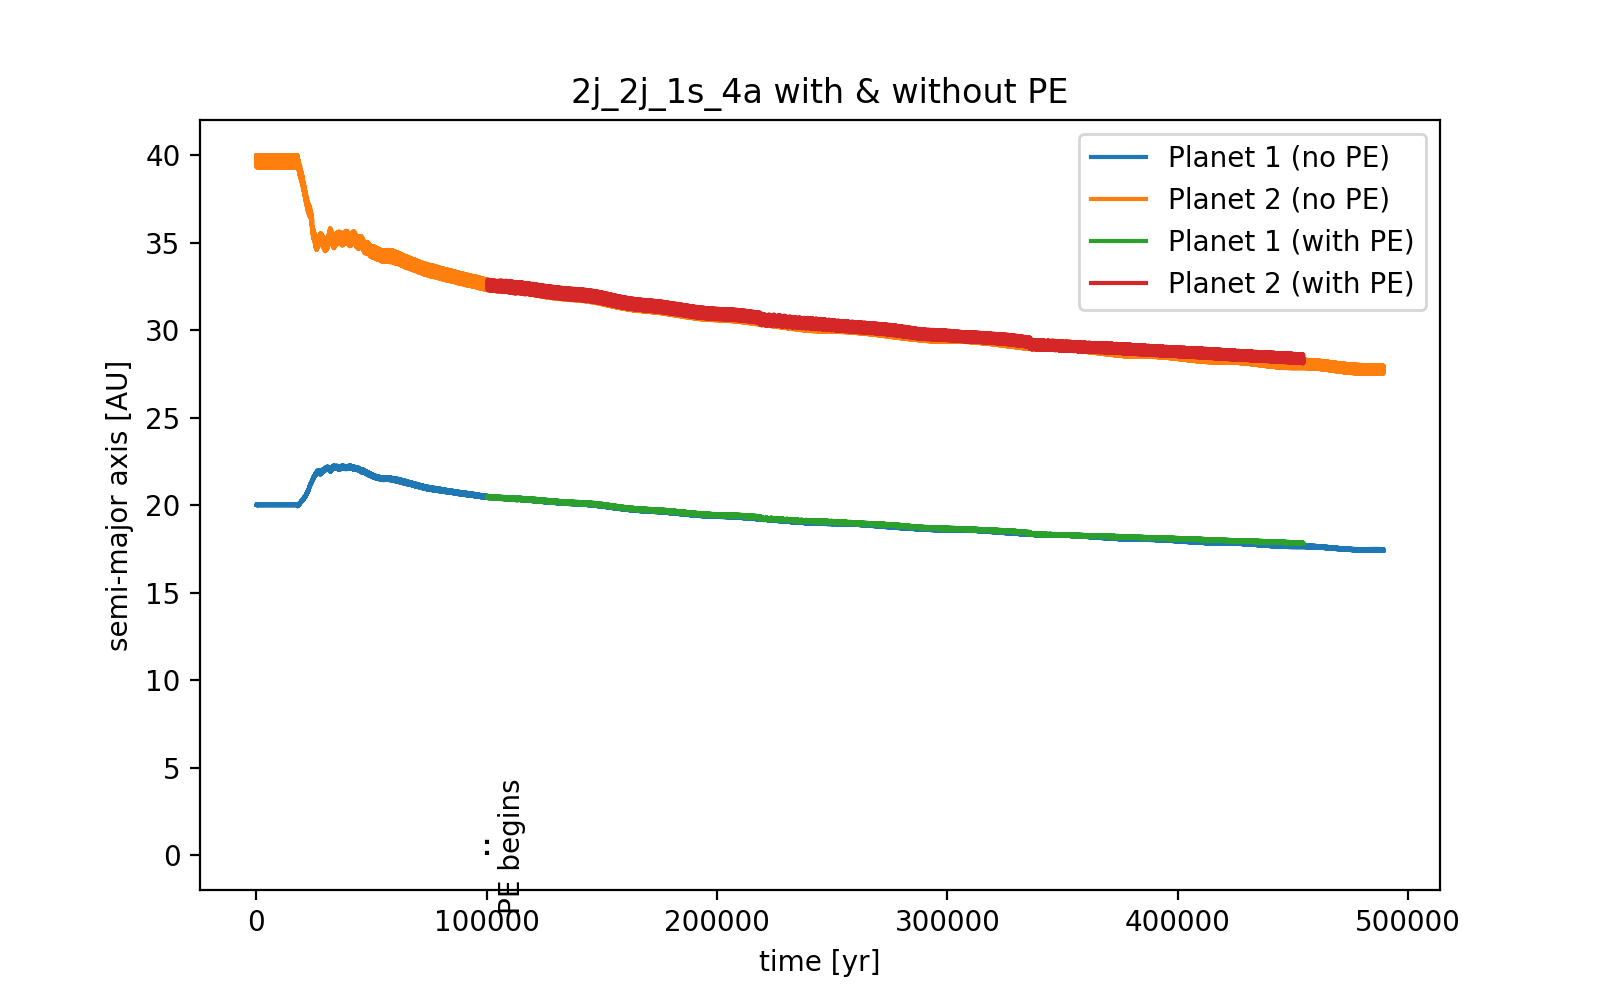 2j_2j_1s_4a with & without PE
Planet 1 (no PE)
Planet 2 (no PE)
Planet 1 (with PE)
Planet 2 (with PE)
semi-major axis [AU]
40
35
30
25
20
15
10
5
0
PE begins
0
100000
200000
300000
400000
500000
time [yr]